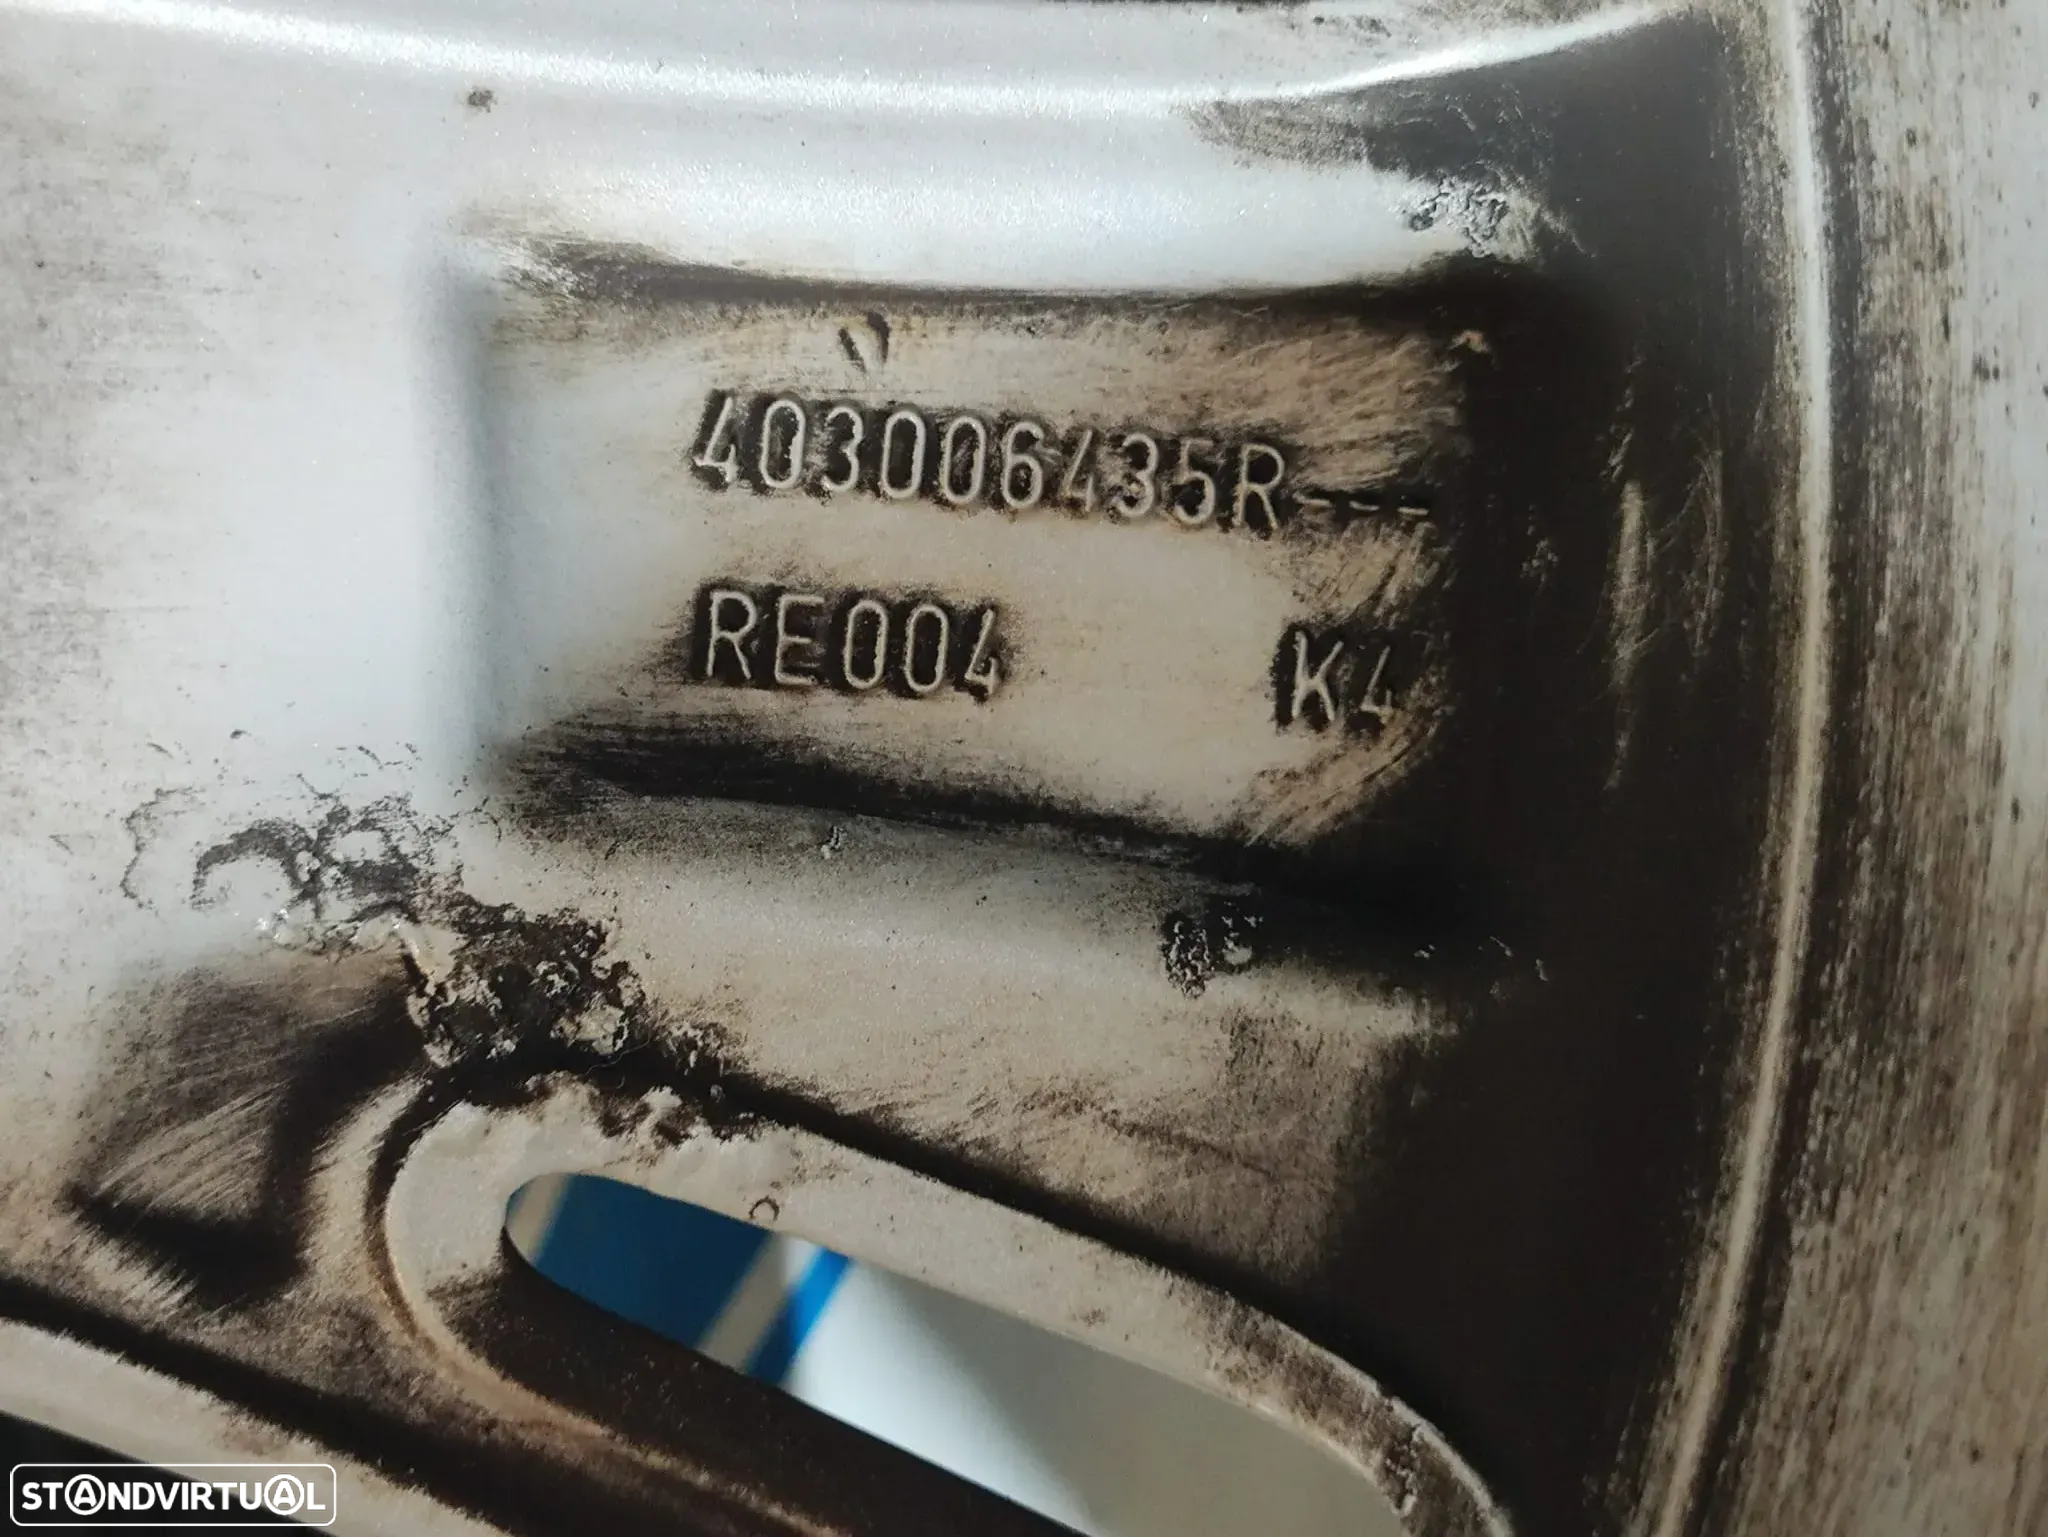 403006435R---
RE004 K4
STANDVIRTUAL